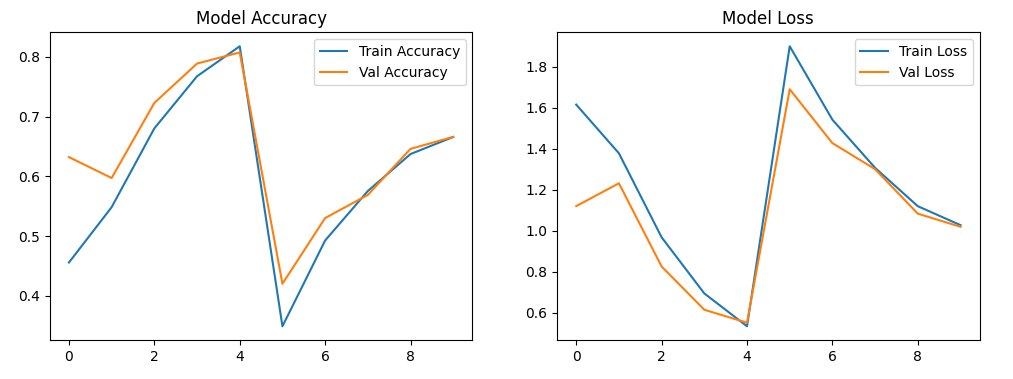 Model Accuracy
Train Accuracy
Val Accuracy
0.8
0.7
0.6
0.5
0.4
0 2 4 6 8
Model Loss
Train Loss
Val Loss
1.8
1.6
1.4
1.2
1.0
0.8
0.6
0 2 4 6 8